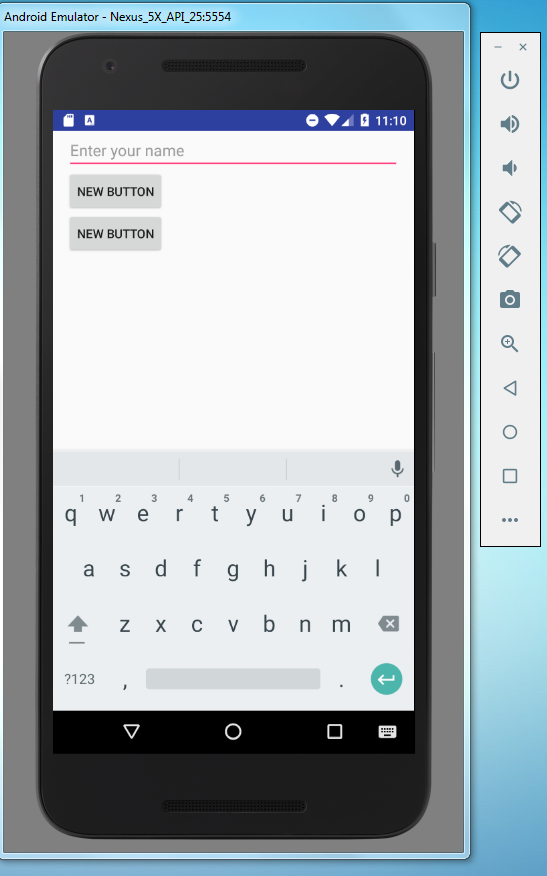 Android Emulator - Nexus_5X_API_25:5554
11:10
Enter your name
NEW BUTTON
NEW BUTTON
1 2 3 4 5 6 7 8 9 0
q w e r t y u i o p
a s d f g h j k l
z x c v b n m
?123 , .